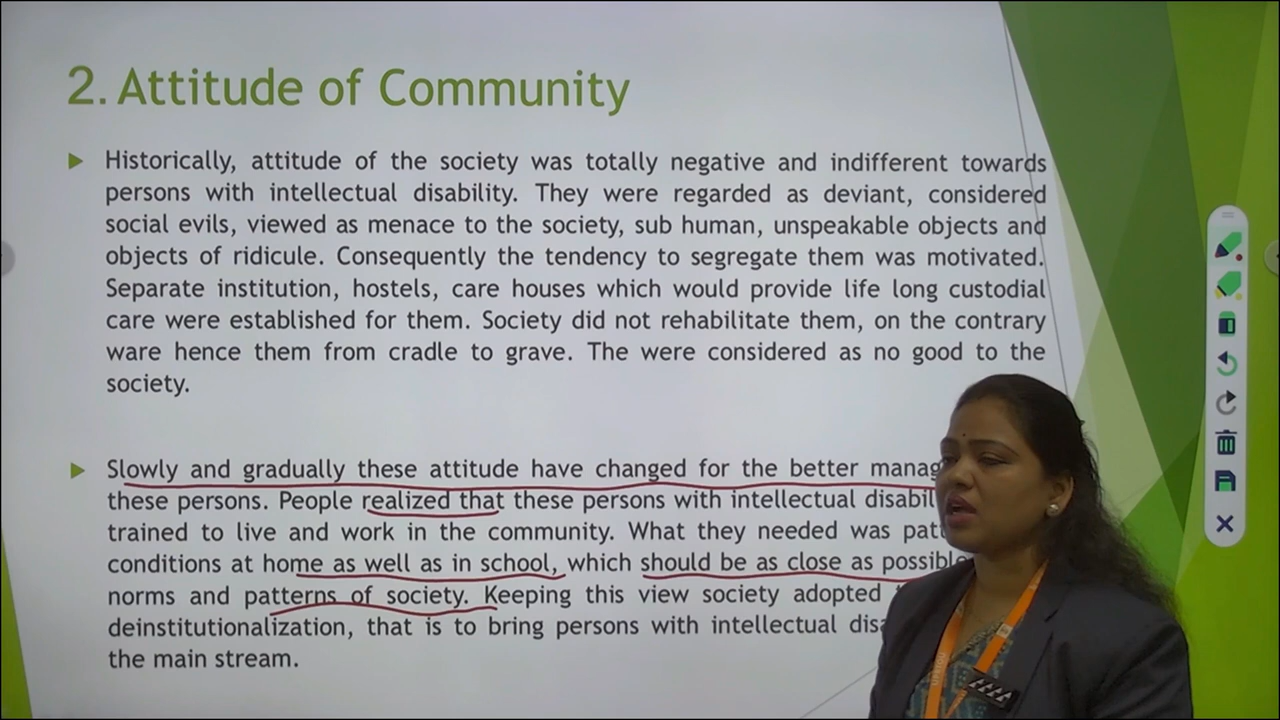 2. Attitude of Community
Historically, attitude of the society was totally negative and indifferent towards
persons with intellectual disability. They were regarded as deviant, considered
social evils, viewed as menace to the society, sub human, unspeakable objects and
objects of ridicule. Consequently the tendency to segregate them was motivated.
Separate institution, hostels, care houses which would provide life long custodial
care were established for them. Society did not rehabilitate them, on the contrary
ware hence them from cradle to grave. The were considered as no good to the
society.
Slowly and gradually these attitude have changed for the better
these persons. People realized that these persons with intellectual
trained to live and work in the community. What they needed was
conditions at home as well as in school, which should be as close as possible
norms and patterns of society. Keeping this view society adopted
deinstitutionalization, that is to bring persons with intellectual
the main stream.